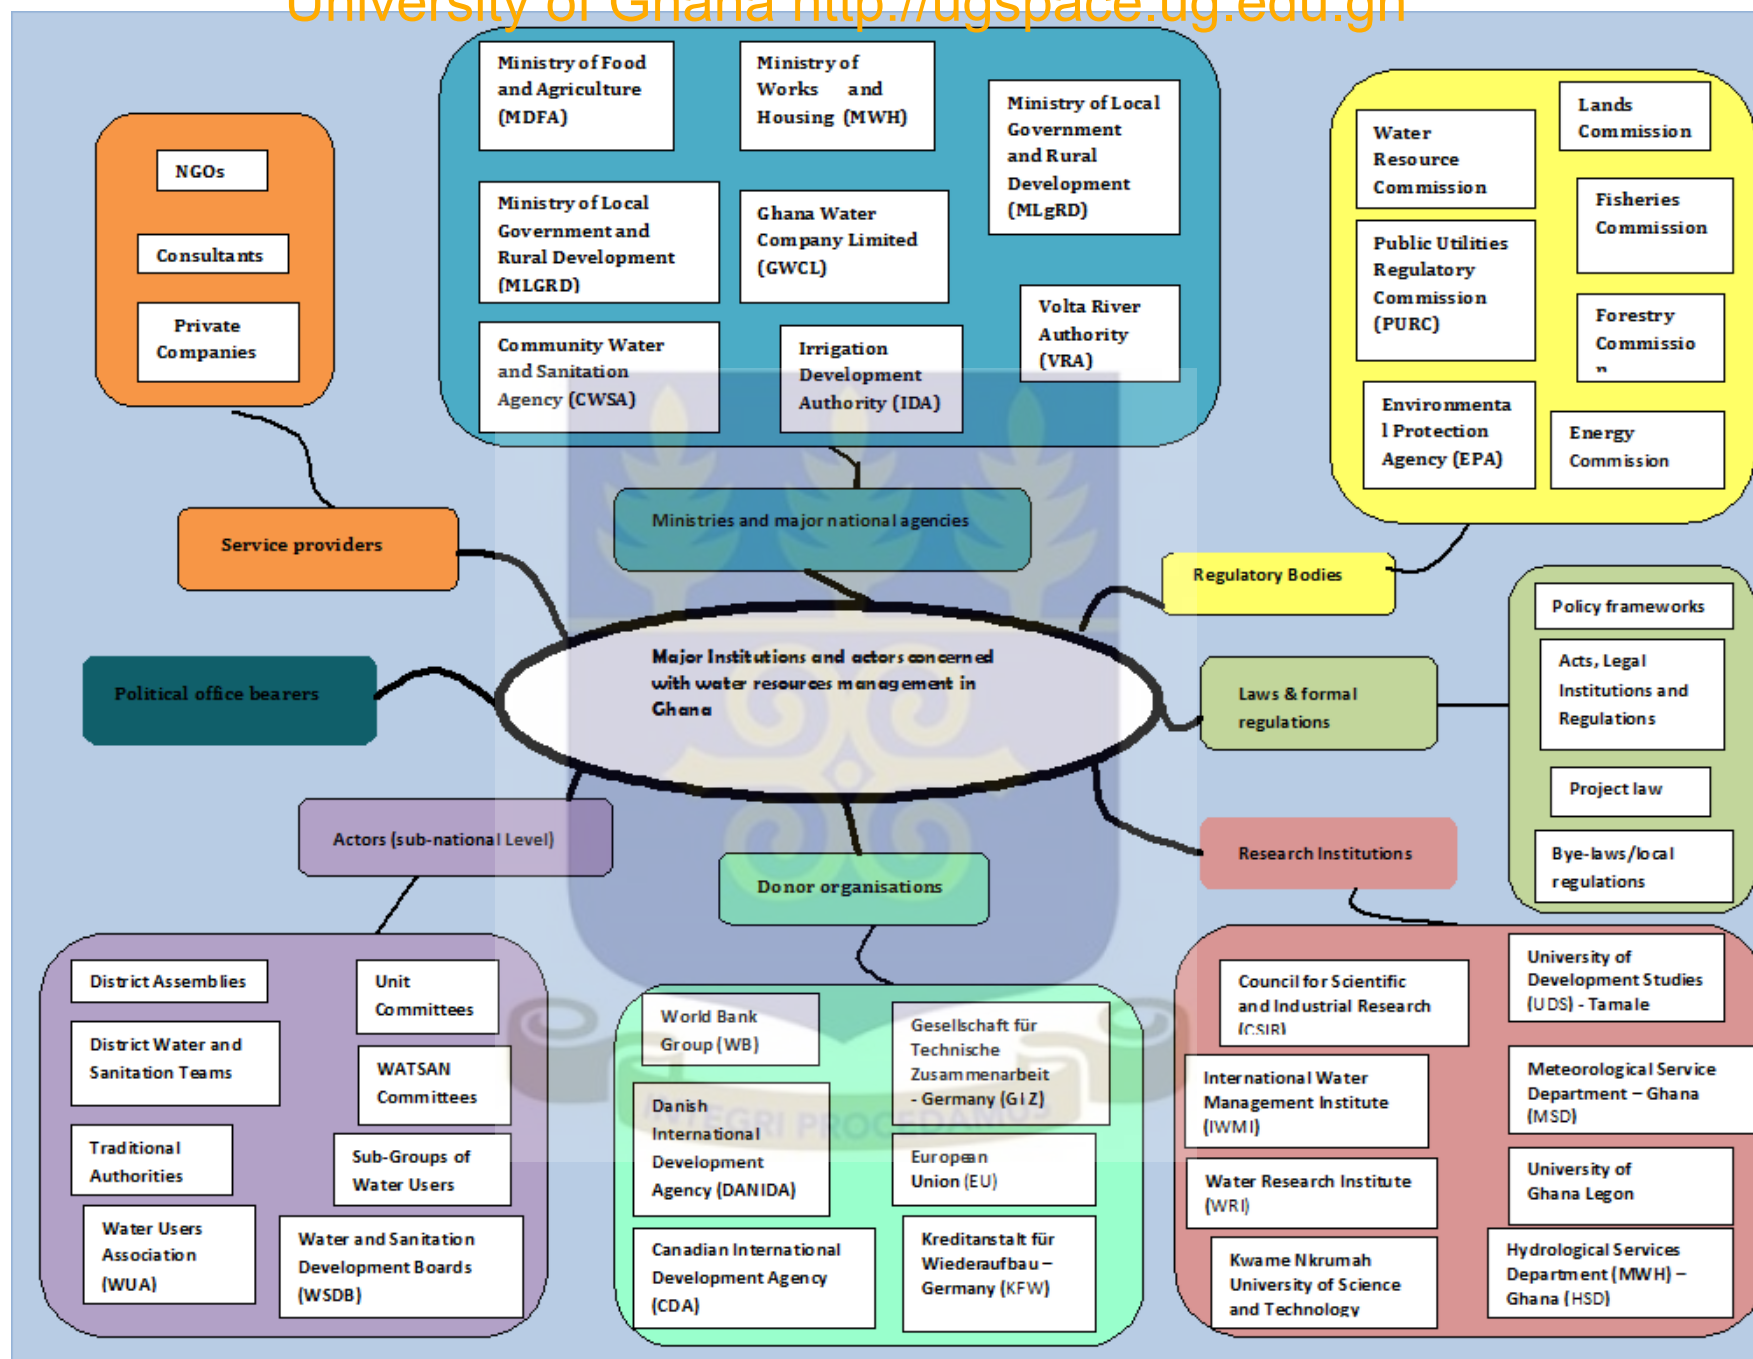 University of Ghana http://ugspace.ug.edu.gh
Ministry of Food
and Agriculture
(MDFA)
Ministry of
Works and
Housing (MWH)
Ministry of Local
Government
and Rural
Development
(MLgRD)
Ministry of Local
Government and
Rural Development
(MLGRD)
Ghana Water
Company Limited
(GWCL)
Volta River
Authority
(VRA)
Community Water
and Sanitation
Agency (CWSA)
Irrigation
Development
Authority (IDA)
NGOs
Consultants
Private
Companies
Water
Resource
Commission
Lands
Commission
Fisheries
Commission
Public Utilities
Regulatory
Commission
(PURC)
Forestry
Commissio
n
Environmenta
l Protection
Agency (EPA)
Energy
Commission
Service providers
Ministries and major national agencies
Regulatory Bodies
Political office bearers
Major Institutions and actors concerned
with water resources management in
Ghana
Laws & formal
regulations
Policy frameworks
Acts, Legal
Institutions and
Regulations
Project law
Bye-laws/local
regulations
Actors (sub-national Level)
Donor organisations
Research Institutions
District Assemblies
Unit
Committees
District Water and
Sanitation Teams
WATSAN
Committees
Traditional
Authorities
Sub-Groups of
Water Users
Water Users
Association
(WUA)
Water and Sanitation
Development Boards
(WSDB)
World Bank
Group (WB)
Gesellschaft für
Technische
Zusammenarbeit
- Germany (GIZ)
Danish
International
Development
Agency (DANIDA)
European
Union (EU)
Canadian International
Development Agency
(CDA)
Kreditanstalt für
Wiederaufbau –
Germany (KFW)
INTEGRI PROCEDAMUS
Council for Scientific
and Industrial Research
(CSIR)
University of
Development Studies
(UDS) - Tamale
International Water
Management Institute
(IWMI)
Meteorological Service
Department – Ghana
(MSD)
Water Research Institute
(WRI)
University of
Ghana Legon
Kwame Nkrumah
University of Science
and Technology
Hydrological Services
Department (MWH) –
Ghana (HSD)